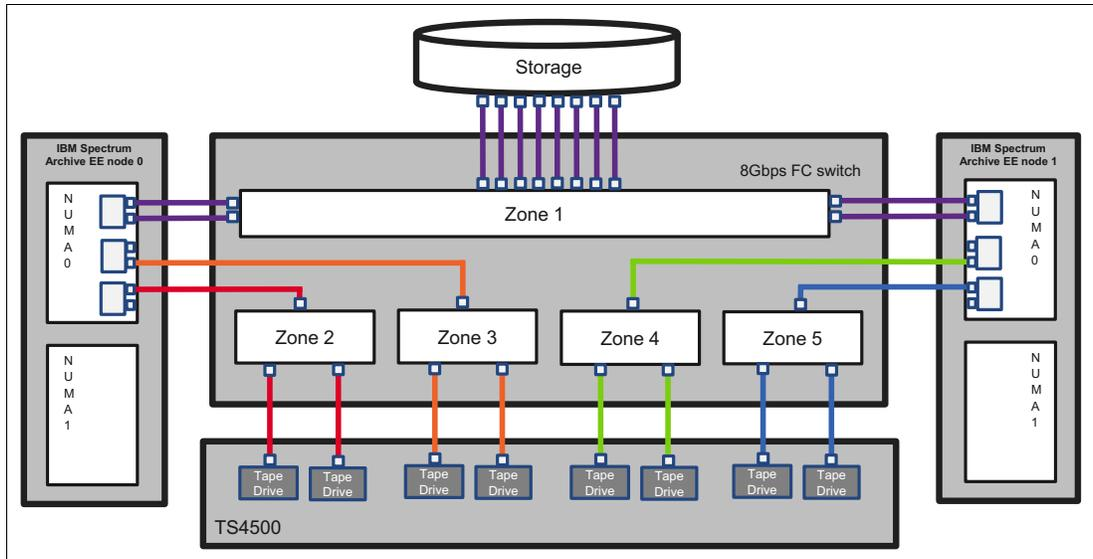 Storage
IBM Spectrum
Archive EE node 0
IBM Spectrum
Archive EE node 1
8Gbps FC switch
N
U
M
A
0
Zone 1
N
U
M
A
0
Zone 2
Zone 3
Zone 4
Zone 5
N
U
M
A
1
N
U
M
A
1
Tape
Drive
Tape
Drive
Tape
Drive
Tape
Drive
Tape
Drive
Tape
Drive
Tape
Drive
Tape
Drive
TS4500